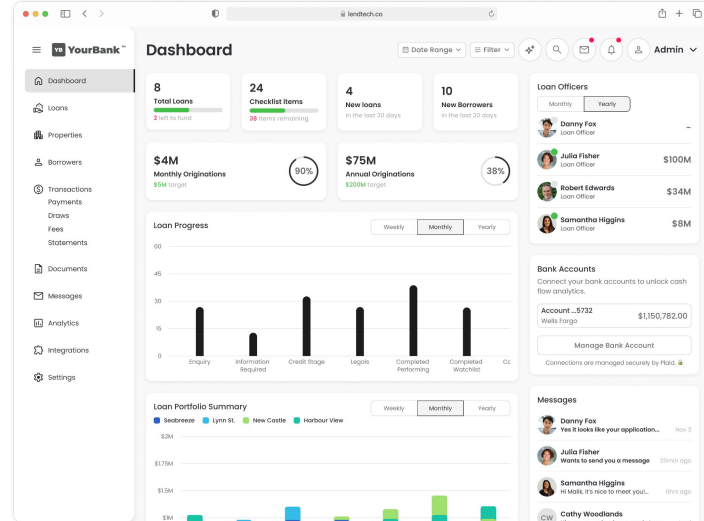 lendtech.co
YB YourBank™
Dashboard
Date Range
Filter
Admin
Dashboard
Loans
Properties
Borrowers
Transactions
Payments
Draws
Fees
Statements
Documents
Messages
Analytics
Integrations
Settings
8
Total Loans
2 left to fund
24
Checklist items
38 items remaining
4
New loans
in the last 30 days
10
New Borrowers
in the last 30 days
$4M
Monthly Originations
$5M target
90%
$75M
Annual Originations
$200M target
38%
Loan Progress
Weekly Monthly Yearly
60
45
30
15
0
Enquiry
Information Required
Credit Stage
Legals
Completed Performing
Completed Watchlist
Cc
Loan Portfolio Summary
Weekly Monthly Yearly
Seabreeze Lynn St. New Castle Harbour View
$2M
$1.75M
$1.5M
$1M
Loan Officers
Monthly Yearly
Danny Fox –
Loan Officer
Julia Fisher $100M
Loan Officer
Robert Edwards $34M
Loan Officer
Samantha Higgins $8M
Loan Officer
Bank Accounts
Connect your bank accounts to unlock cash
flow analytics.
Account ...5732
Wells Fargo
$1,150,782.00
Manage Bank Account
Connections are managed securely by Plaid.
Messages
Danny Fox
Yes it looks like your application... Nov 3
Julia Fisher
Wants to send you a message 25min ago
Samantha Higgins
Hi Malik, it's nice to meet you!... 6hrs ago
CW Cathy Woodlands